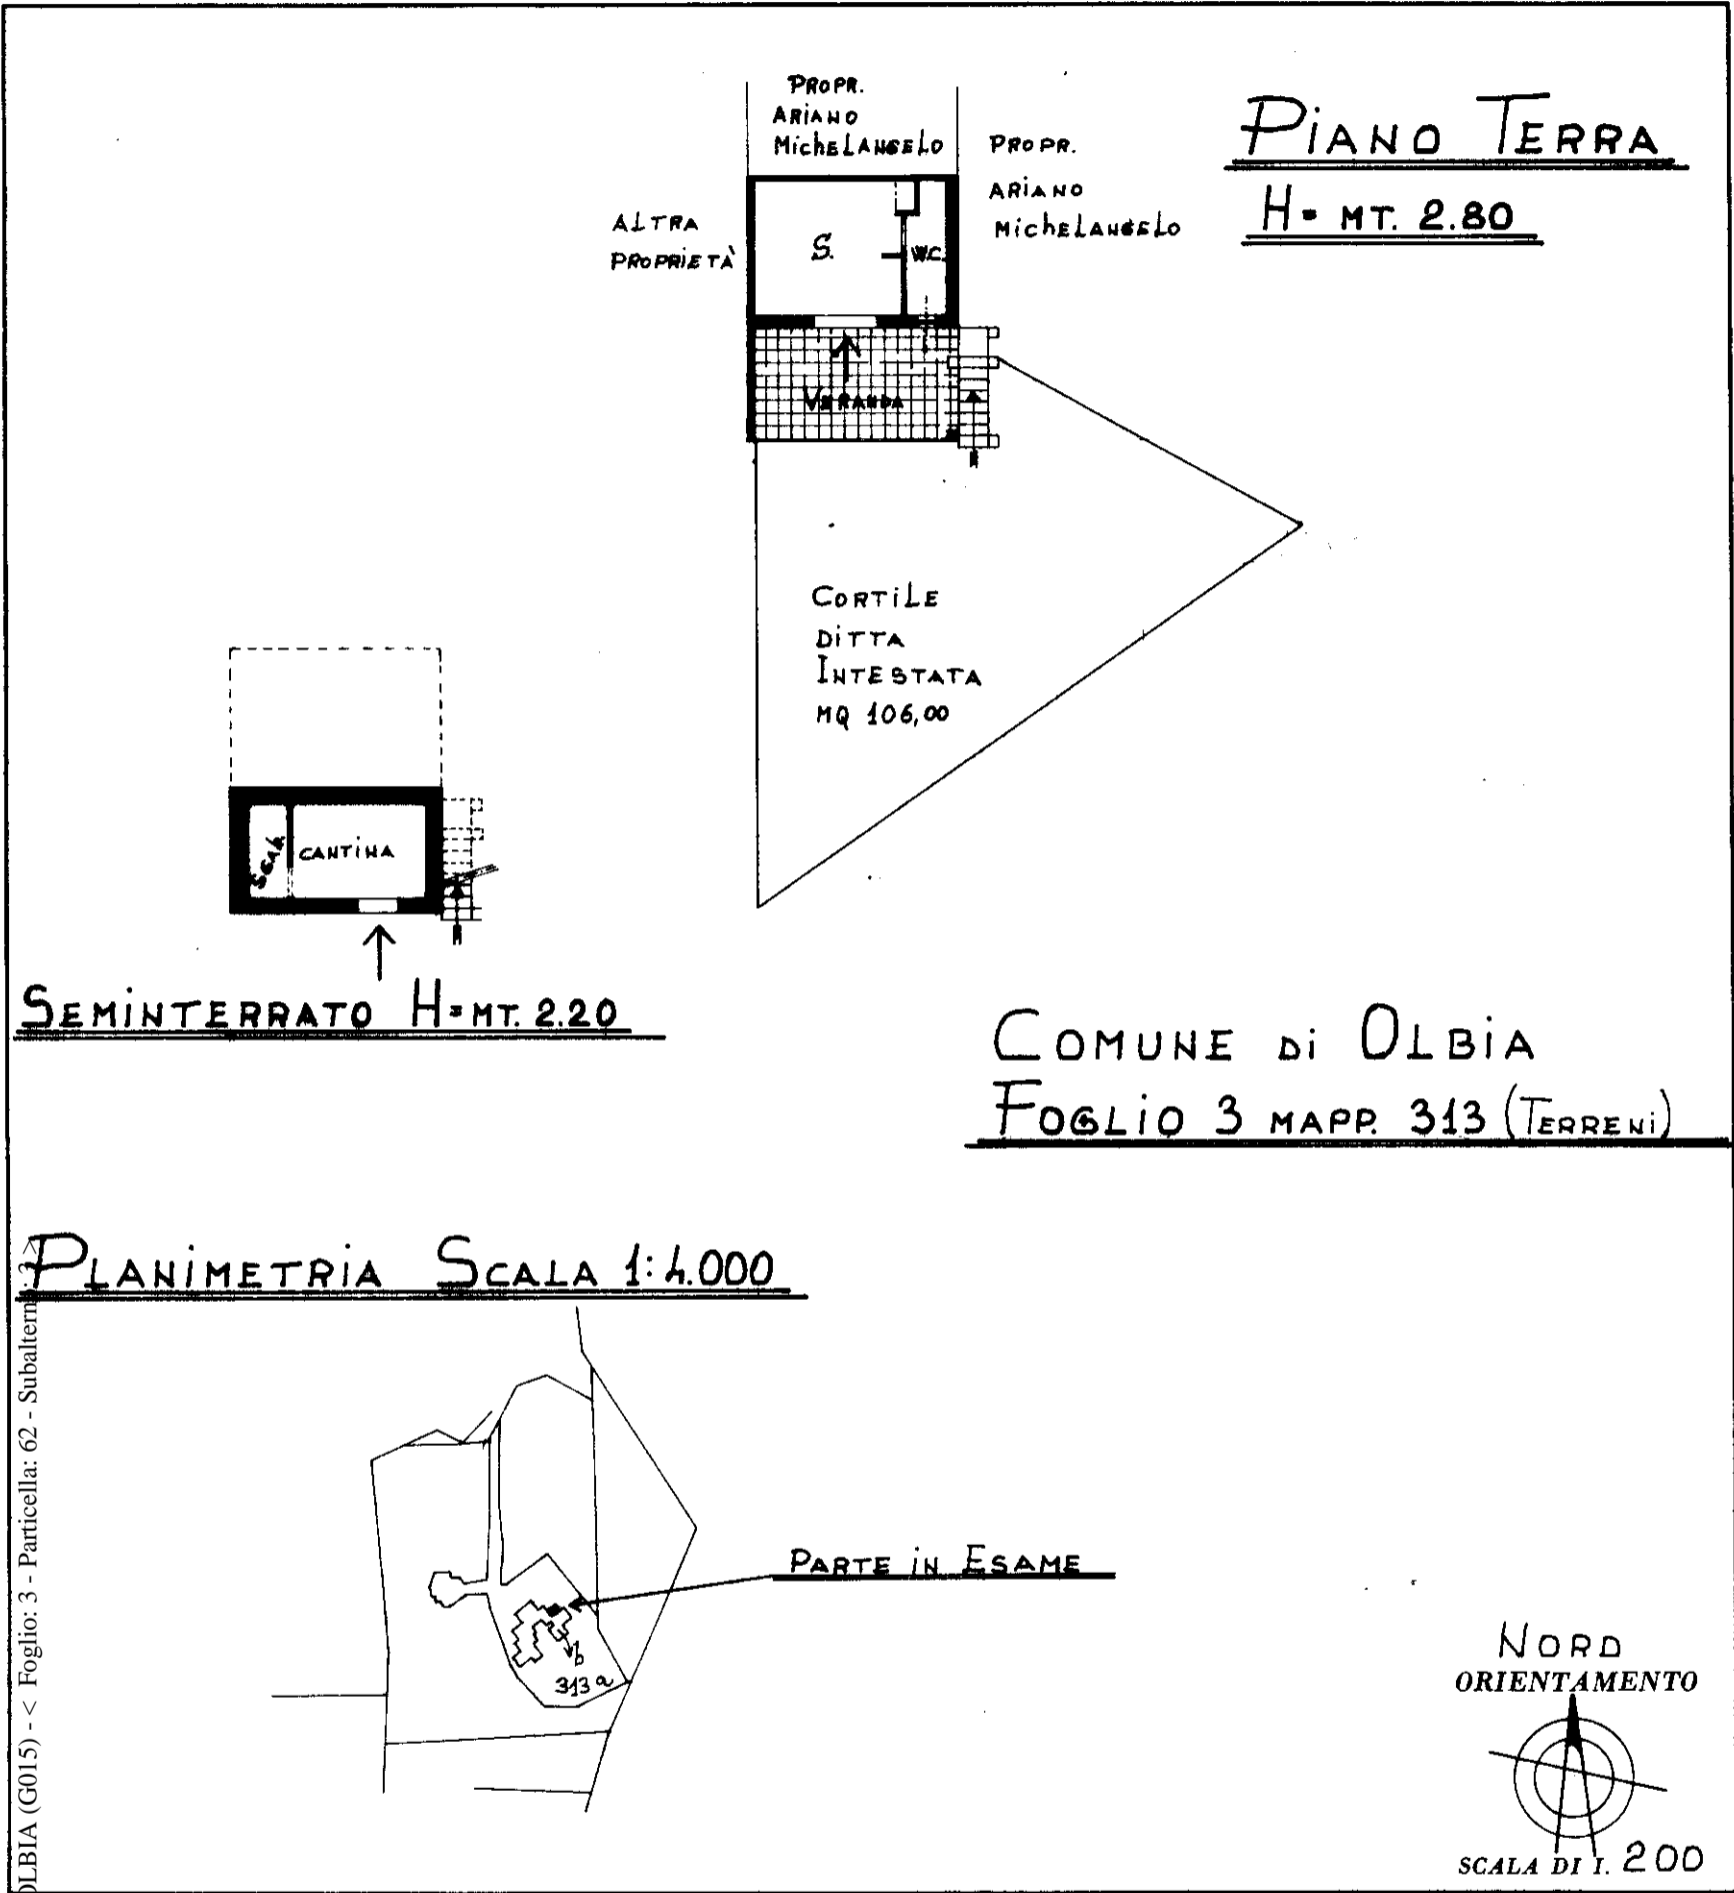 PROPR.
ARIANO
MICHELANGELO
PROPR.
ARIANO
MICHELANGELO
PIANO TERRA
H= MT. 2.80
ALTRA
PROPRIETÀ
S.
W.C.
VERANDA
CORTILE
DITTA
INTESTATA
MQ 106,00
CANTINA
SEMINTERRATO H=MT. 2.20
COMUNE DI OLBIA
FOGLIO 3 MAPP. 313 (TERRENI)
PLANIMETRIA SCALA 1:4.000
PARTE IN ESAME
b
313 a
NORD
ORIENTAMENTO
SCALA DI 1. 200
OLBIA (G015) - < Foglio: 3 - Particella: 62 - Subalterno: 3 >